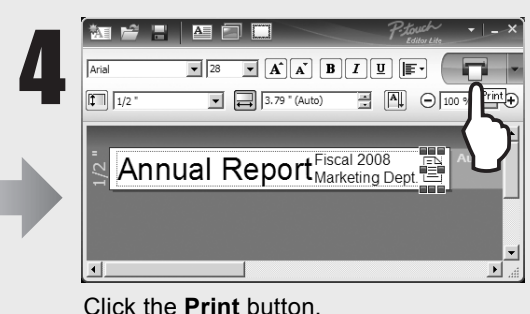 4
P-touch
Editor Lite
Arial 28 A A B I U
1/2 " 3.79 " (Auto) A 100 %
Print
1/2 "
Annual Report Fiscal 2008
Marketing Dept.
Click the Print button.